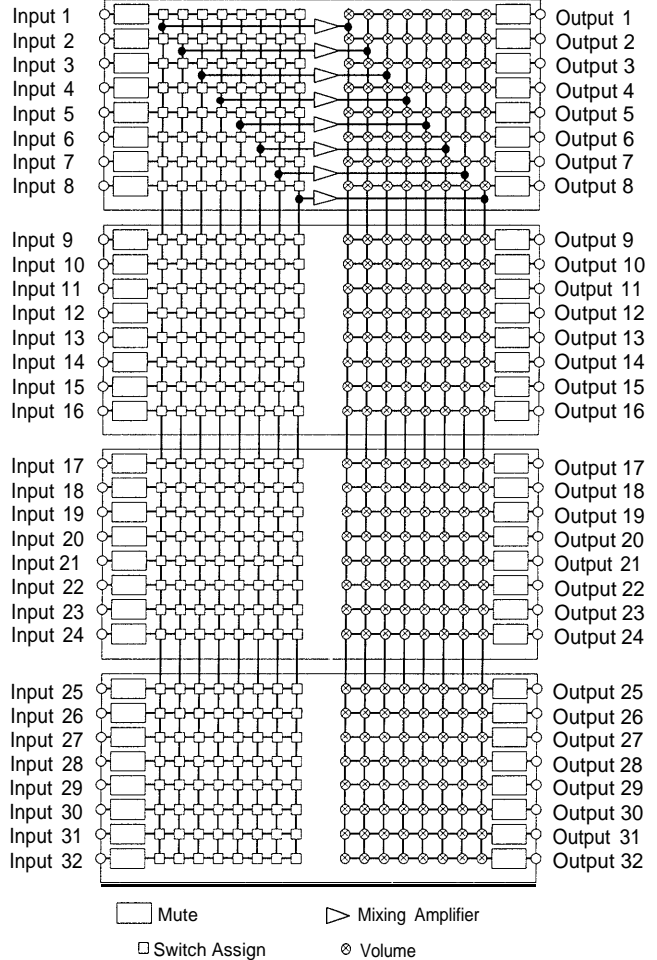 Input 1 Output 1
Input 2 Output 2
Input 3 Output 3
Input 4 Output 4
Input 5 Output 5
Input 6 Output 6
Input 7 Output 7
Input 8 Output 8
Input 9 Output 9
Input 10 Output 10
Input 11 Output 11
Input 12 Output 12
Input 13 Output 13
Input 14 Output 14
Input 15 Output 15
Input 16 Output 16
Input 17 Output 17
Input 18 Output 18
Input 19 Output 19
Input 20 Output 20
Input 21 Output 21
Input 22 Output 22
Input 23 Output 23
Input 24 Output 24
Input 25 Output 25
Input 26 Output 26
Input 27 Output 27
Input 28 Output 28
Input 29 Output 29
Input 30 Output 30
Input 31 Output 31
Input 32 Output 32
Mute Mixing Amplifier
Switch Assign Volume